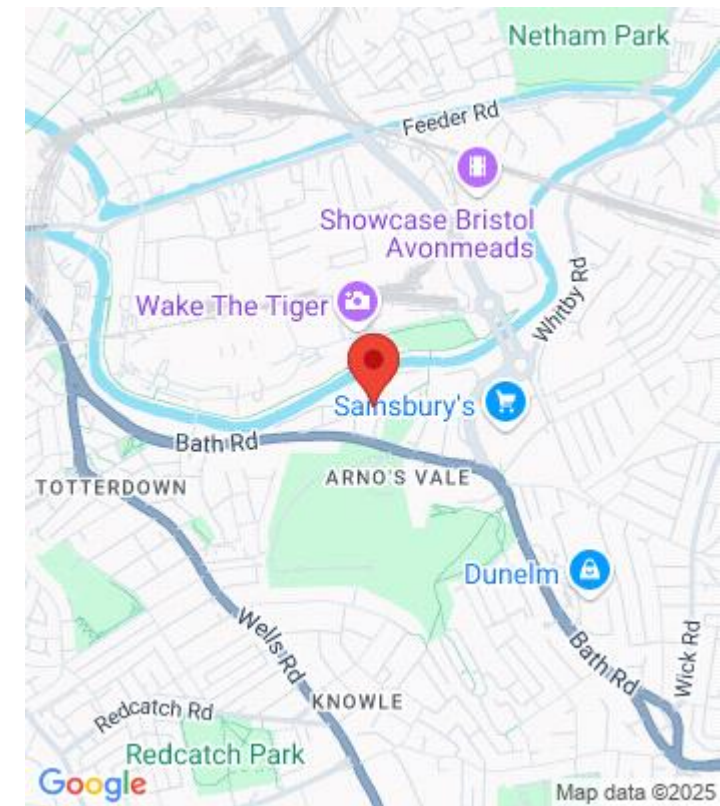 Netham Park
Feeder Rd
Showcase Bristol
Avonmeads
Whitby Rd
Wake The Tiger
Sainsbury's
Bath Rd
ARNO'S VALE
TOTTERDOWN
Dunelm
Wells Rd
Bath Rd
Wick Rd
KNOWLE
Redcatch Rd
Redcatch Park
Google
Map data ©2025